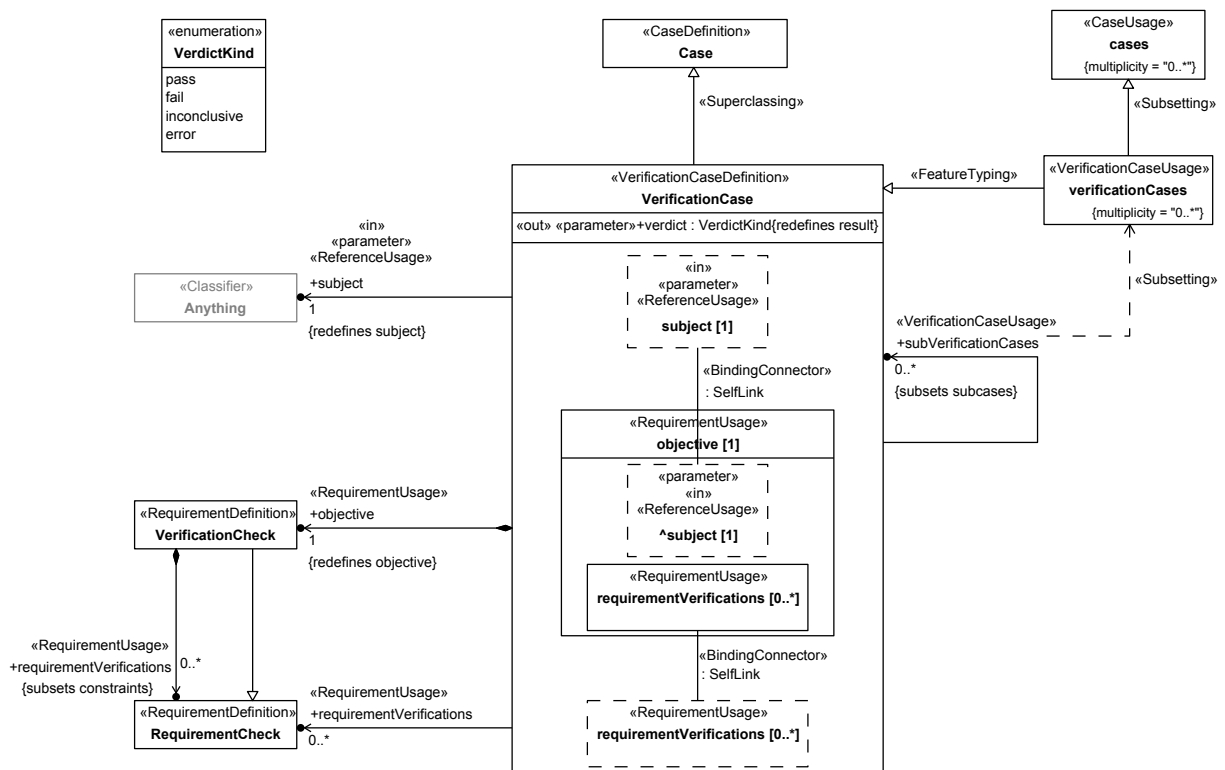 «enumeration»
VerdictKind
pass
fail
inconclusive
error
«CaseDefinition»
Case
«CaseUsage»
cases
{multiplicity = "0..*"}
«Superclassing»
«Subsetting»
«VerificationCaseDefinition»
VerificationCase
«out» «parameter»+verdict : VerdictKind{redefines result}
«FeatureTyping»
«VerificationCaseUsage»
verificationCases
{multiplicity = "0..*"}
«in»
«parameter»
«ReferenceUsage»
+subject
1
{redefines subject}
«Classifier»
Anything
«in»
«parameter»
«ReferenceUsage»
subject [1]
«Subsetting»
«VerificationCaseUsage»
+subVerificationCases
0..*
{subsets subcases}
«BindingConnector»
: SelfLink
«RequirementUsage»
objective [1]
«parameter»
«in»
«ReferenceUsage»
^subject [1]
«RequirementUsage»
+objective
1
{redefines objective}
«RequirementDefinition»
VerificationCheck
«RequirementUsage»
requirementVerifications [0..*]
«RequirementUsage»
+requirementVerifications
0..*
{subsets constraints}
«BindingConnector»
: SelfLink
«RequirementUsage»
+requirementVerifications
0..*
«RequirementDefinition»
RequirementCheck
«RequirementUsage»
requirementVerifications [0..*]